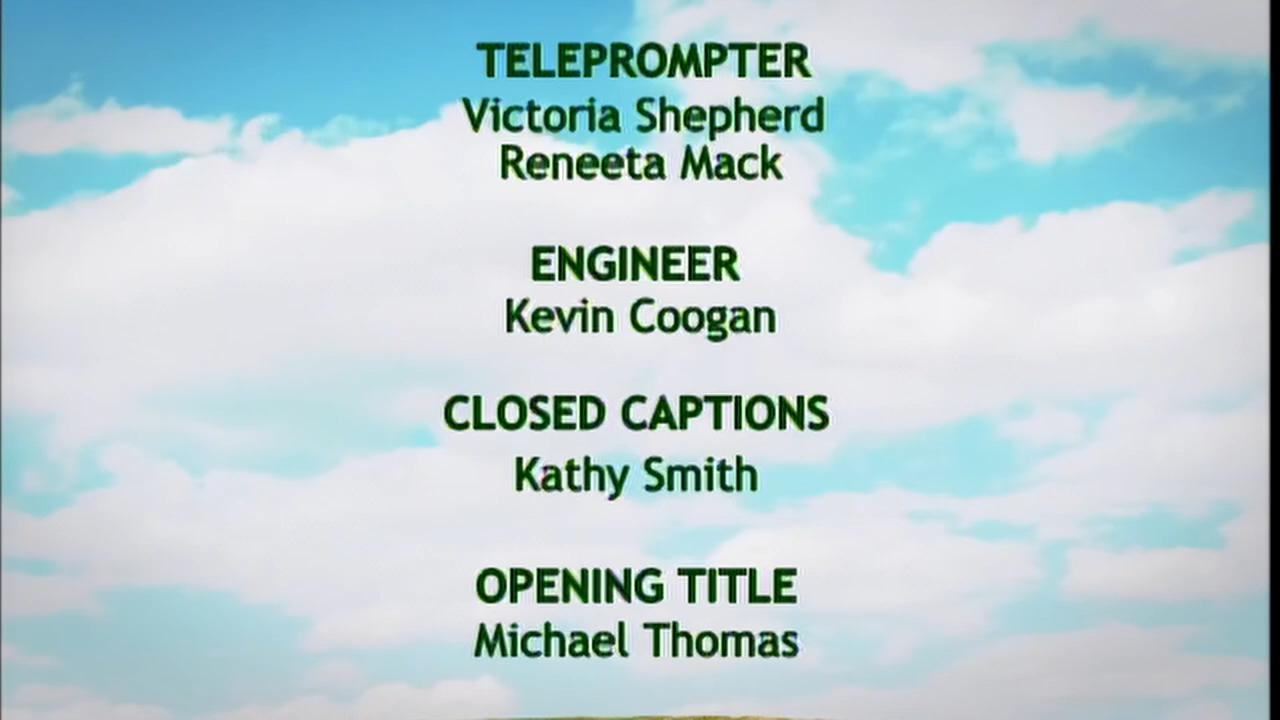 TELEPROMPTER
Victoria Shepherd
Reneeta Mack
ENGINEER
Kevin Coogan
CLOSED CAPTIONS
Kathy Smith
OPENING TITLE
Michael Thomas